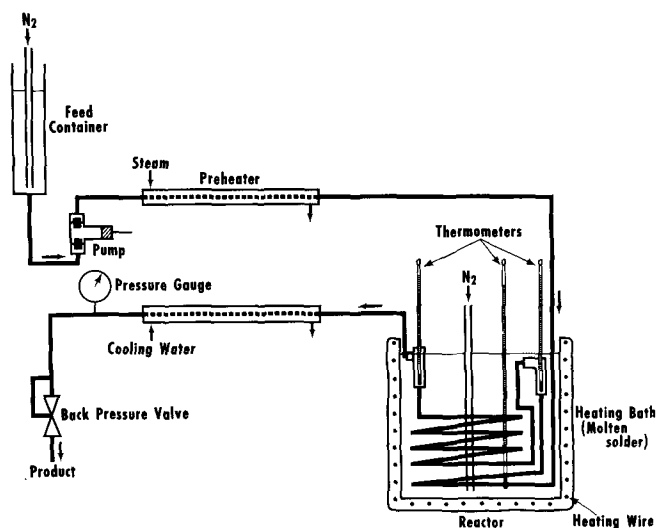 N2
Feed
Container
Steam
Preheater
Pump
Thermometers
N2
Pressure Gauge
Cooling Water
Back Pressure Valve
Heating Bath
(Molten
solder)
Product
Reactor
Heating Wire